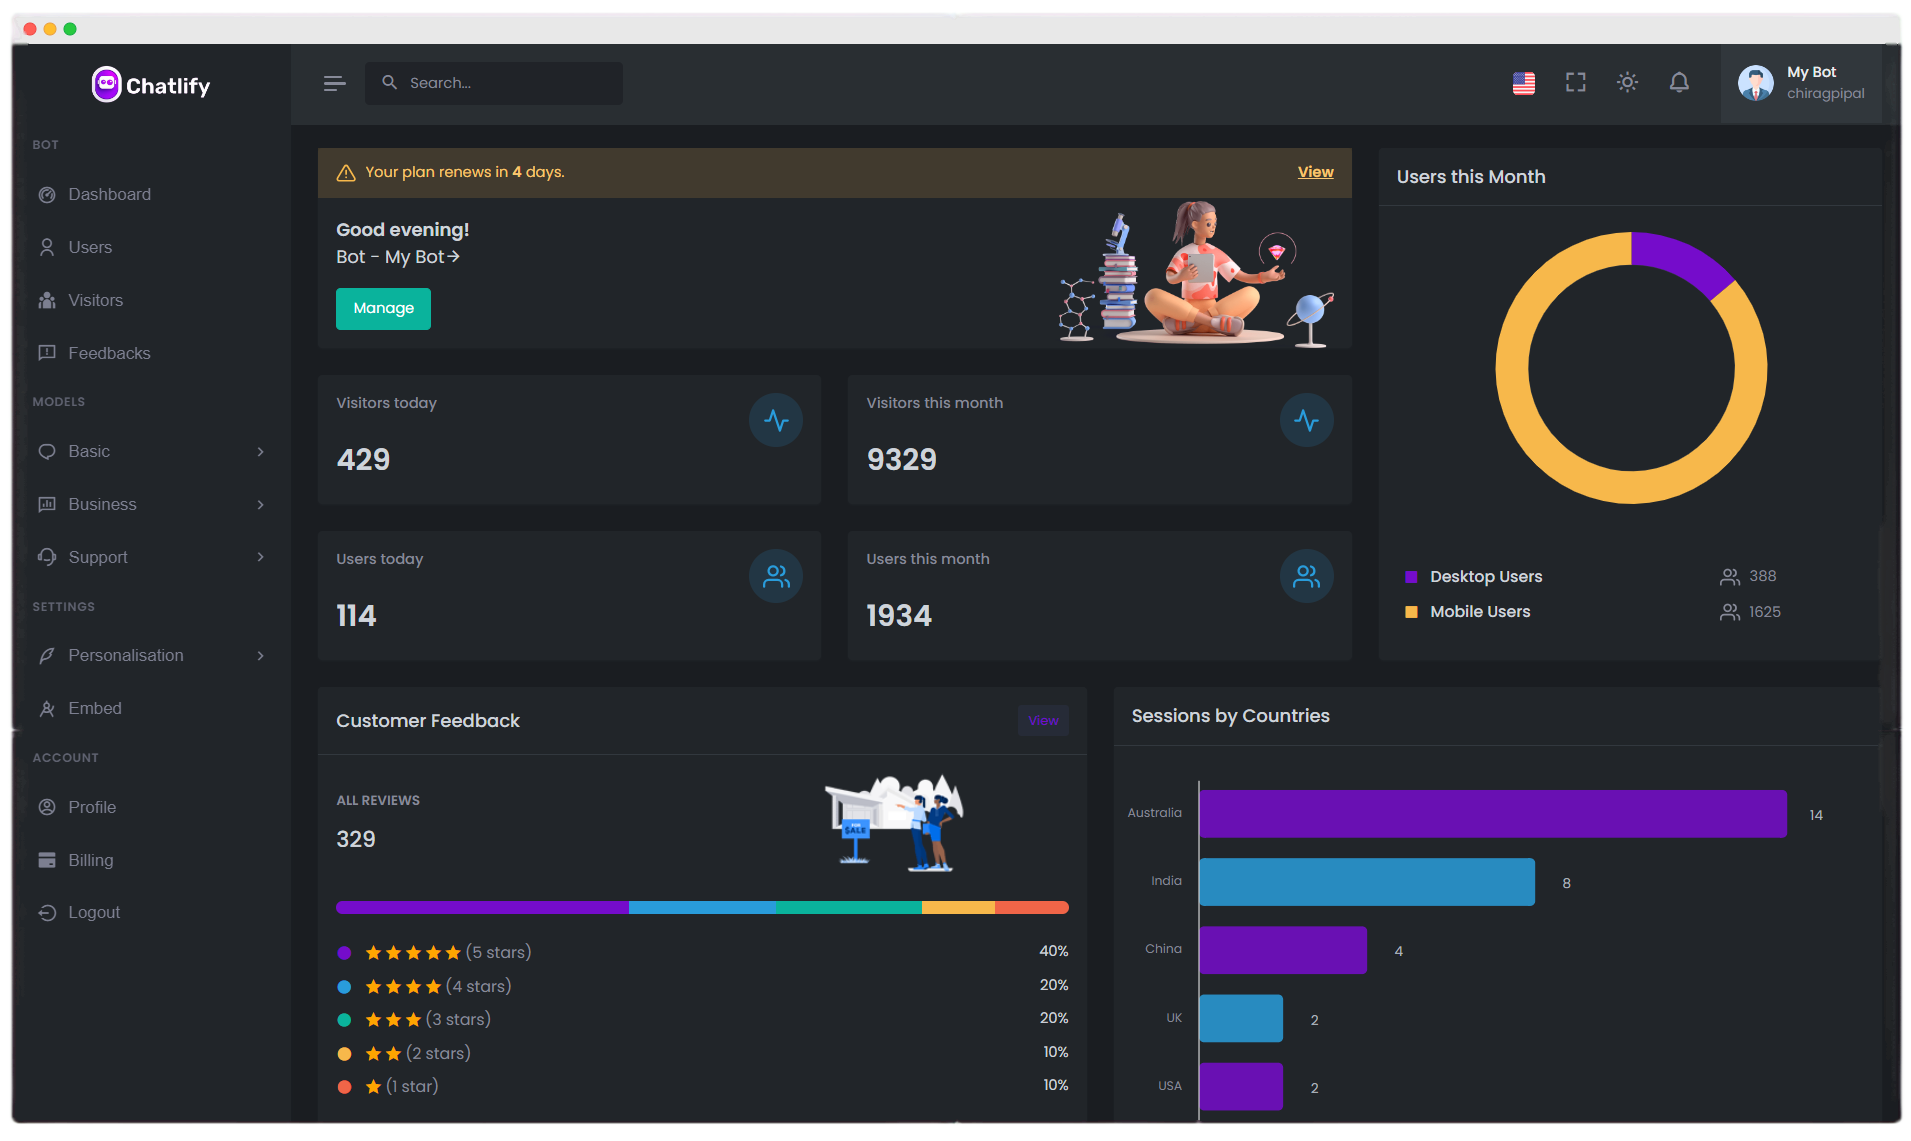 Chatlify
BOT
Dashboard
Users
Visitors
Feedbacks
MODELS
Basic
Business
Support
SETTINGS
Personalisation
Embed
ACCOUNT
Profile
Billing
Logout
Search...
My Bot
chiragpipal
Your plan renews in 4 days.
View
Good evening!
Bot - My Bot→
Manage
Visitors today
429
Visitors this month
9329
Users today
114
Users this month
1934
Users this Month
Desktop Users 388
Mobile Users 1625
Customer Feedback
View
ALL REVIEWS
329
SALE
(5 stars) 40%
(4 stars) 20%
(3 stars) 20%
(2 stars) 10%
(1 star) 10%
Sessions by Countries
Australia 14
India 8
China 4
UK 2
USA 2